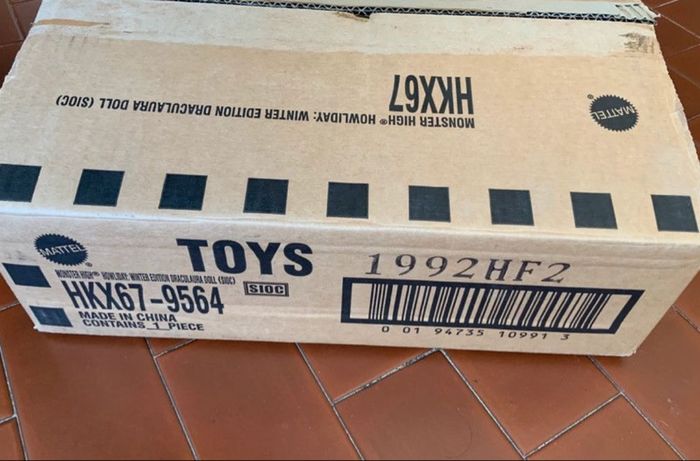 MONSTER HIGH® HOWLIDAY: WINTER EDITION DRACULAURA DOLL (SIOC)
HKX67
MATTEL
®
MATTEL
TOYS
1992HF2
MONSTER HIGH® HOWLIDAY: WINTER EDITION DRACULAURA DOLL (SIOC)
HKX67-9564
SIOC
MADE IN CHINA
CONTAINS 1 PIECE
0 01 94735 10991 3